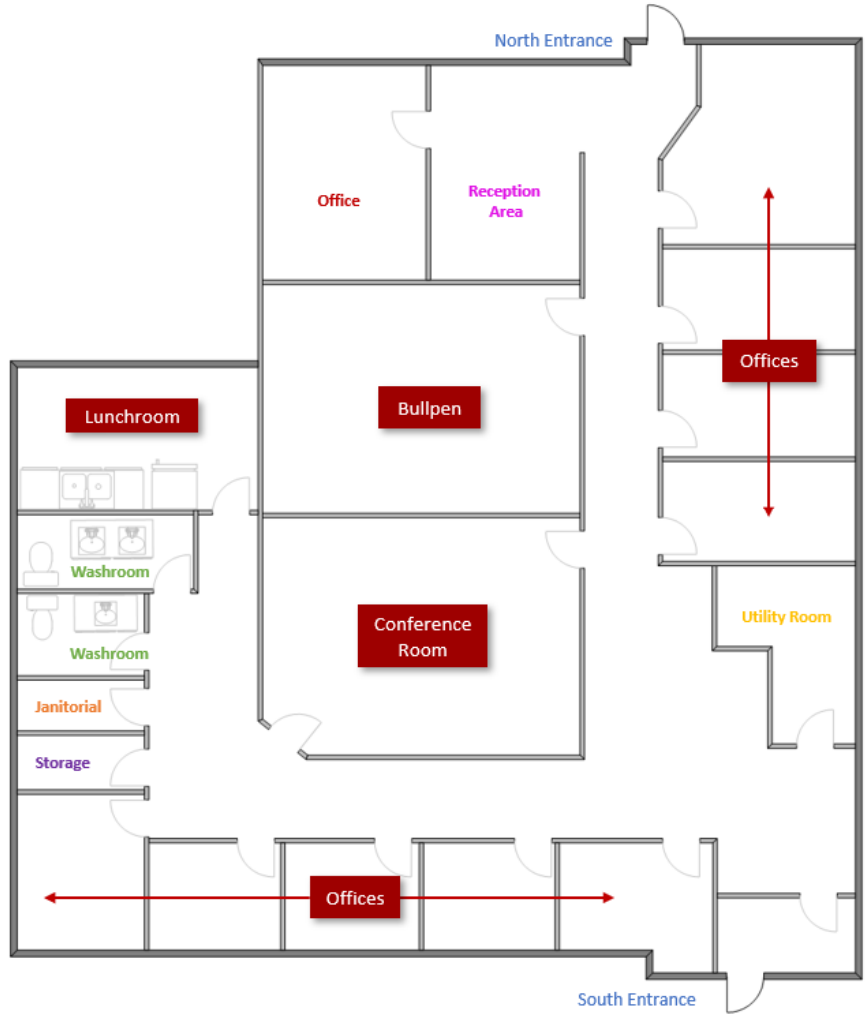 North Entrance
Office
Reception
Area
Offices
Lunchroom
Bullpen
Washroom
Conference
Room
Utility Room
Washroom
Janitorial
Storage
Offices
South Entrance